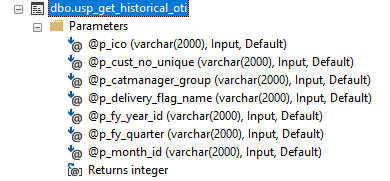 dbo.usp_get_historical_oti
Parameters
@p_ico (varchar(2000), Input, Default)
@p_cust_no_unique (varchar(2000), Input, Default)
@p_catmanager_group (varchar(2000), Input, Default)
@p_delivery_flag_name (varchar(2000), Input, Default)
@p_fy_year_id (varchar(2000), Input, Default)
@p_fy_quarter (varchar(2000), Input, Default)
@p_month_id (varchar(2000), Input, Default)
Returns integer